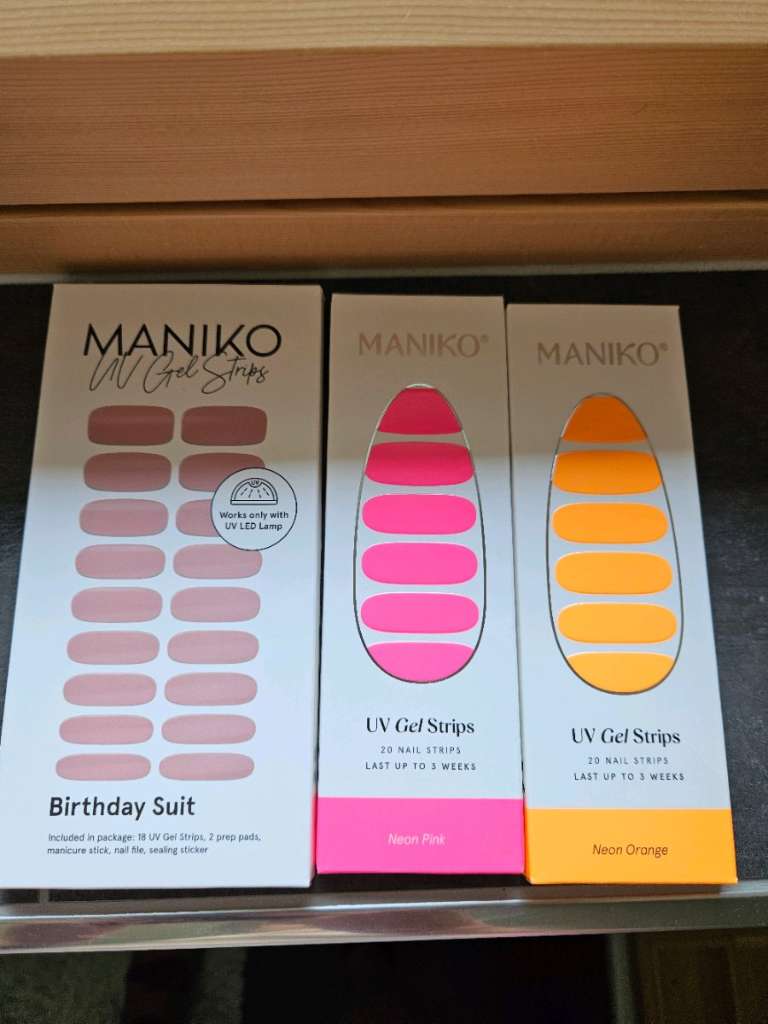 MANIKO
UV Gel Strips
UV
Works only with
UV LED Lamp
Birthday Suit
Included in package: 18 UV Gel Strips, 2 prep pads,
manicure stick, nail file, sealing sticker
MANIKO®
UV Gel Strips
20 NAIL STRIPS
LAST UP TO 3 WEEKS
Neon Pink
MANIKO®
UV Gel Strips
20 NAIL STRIPS
LAST UP TO 3 WEEKS
Neon Orange